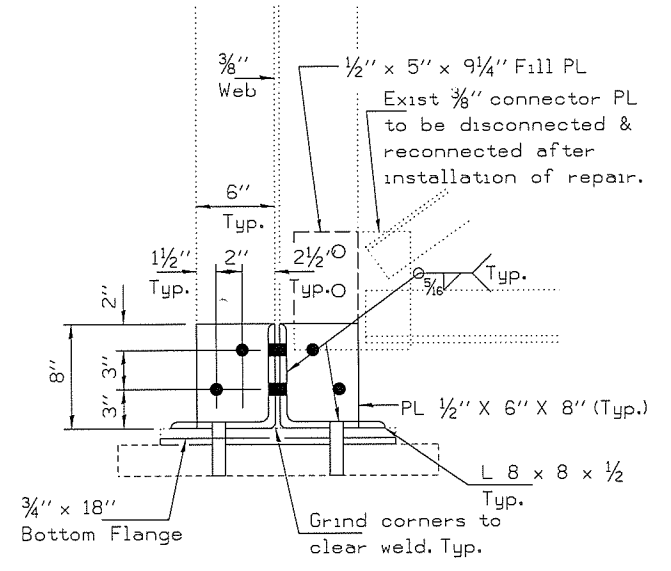 3/8"
Web
1/2" x 5" x 9 1/4" Fill PL
Exist 3/8" connector PL
to be disconnected &
reconnected after
installation of repair.
6"
Typ.
1 1/2"
Typ.
2"
2 1/2"
Typ.
5/16
Typ.
2"
8"
3"
3"
PL 1/2" X 6" X 8" (Typ.)
L 8 x 8 x 1/2
Typ.
3/4" x 18"
Bottom Flange
Grind corners to
clear weld. Typ.